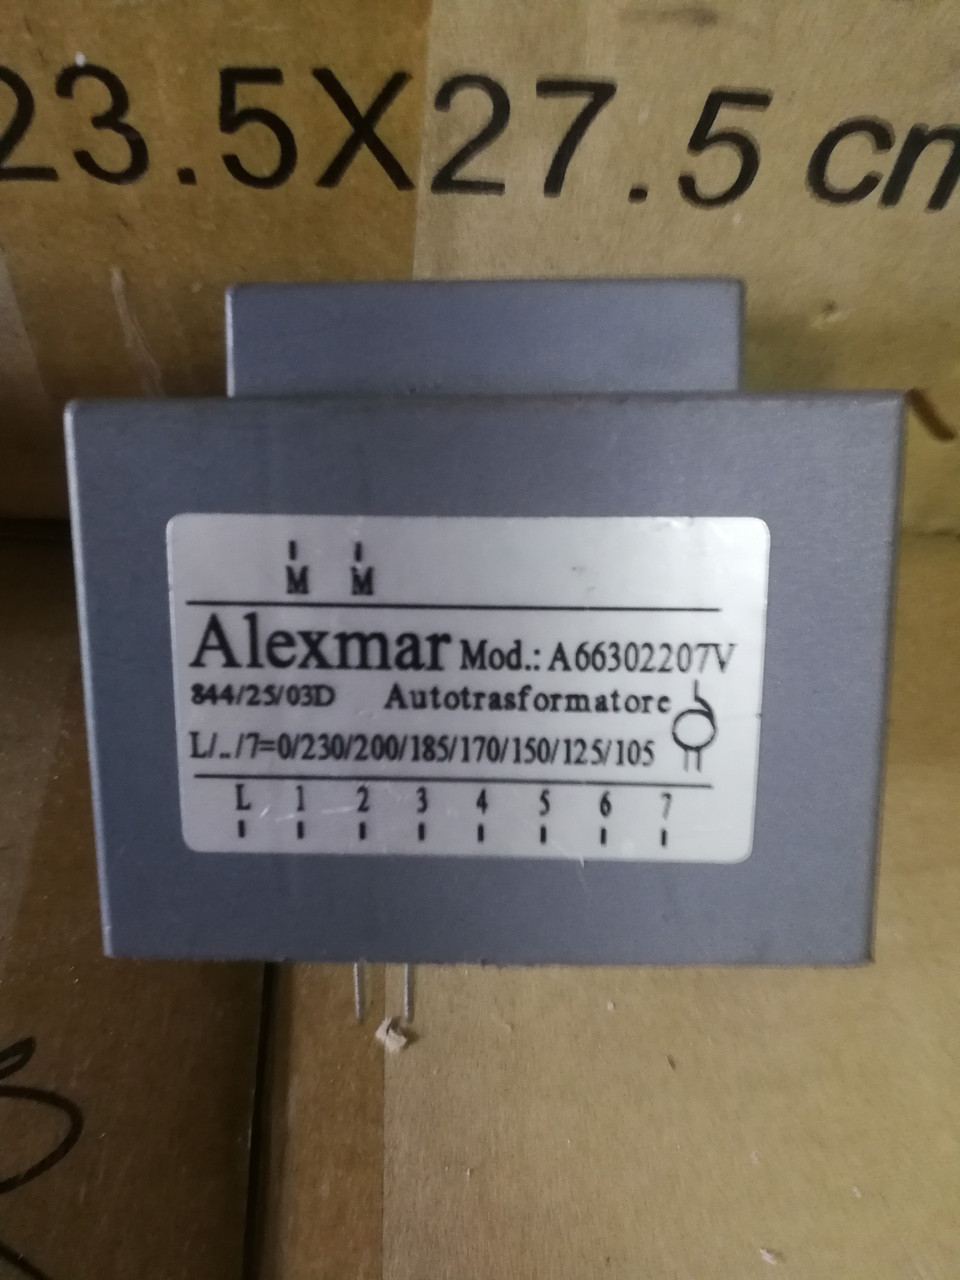 23.5X27.5 cm
M M
Alexmar Mod.: A66302207V
844/25/03D Autotrasformatore
L/../7=0/230/200/185/170/150/125/105
L 1 2 3 4 5 6 7